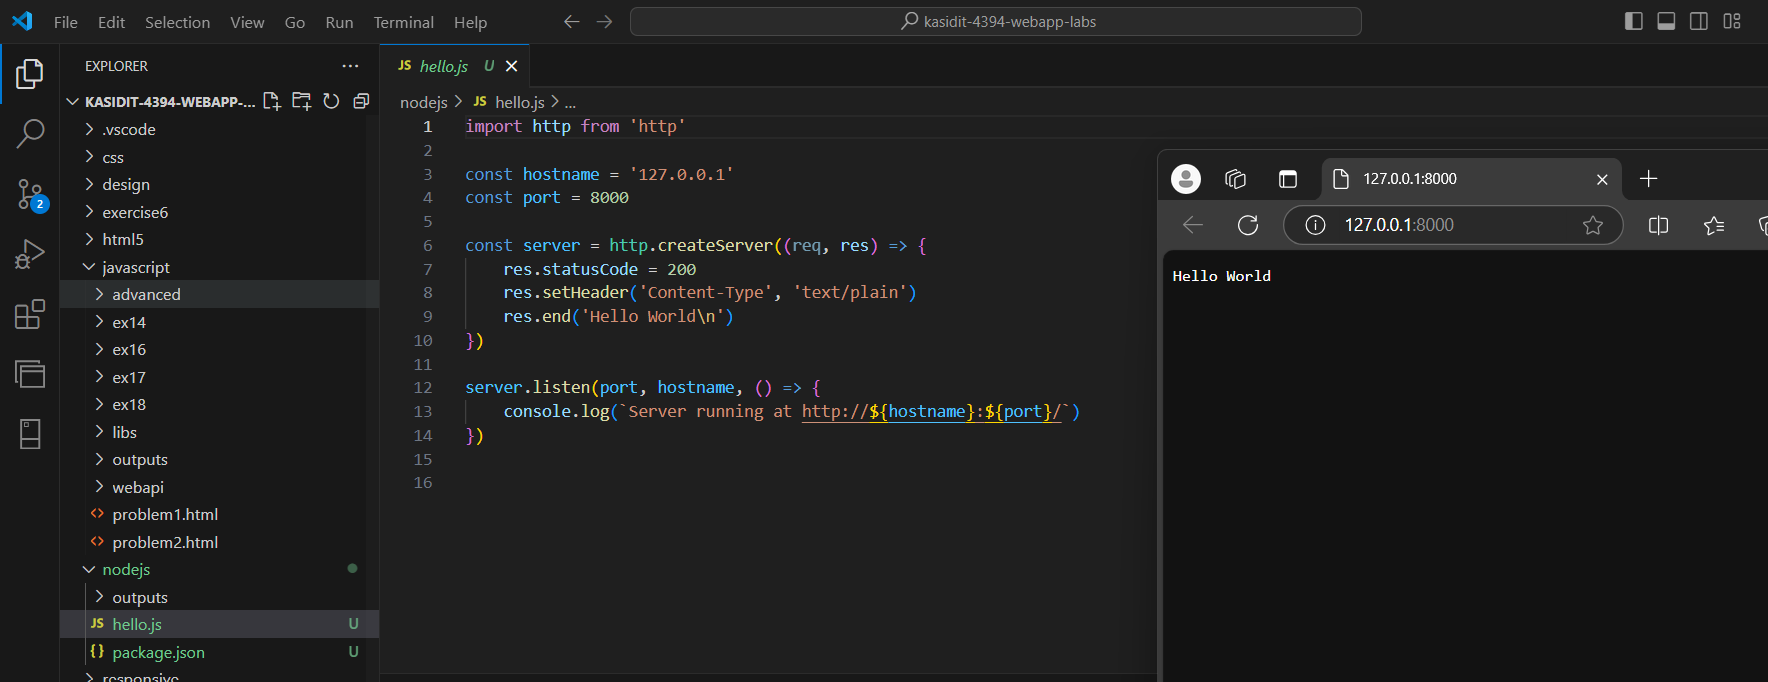 File Edit Selection View Go Run Terminal Help
kasidit-4394-webapp-labs
EXPLORER
KASIDIT-4394-WEBAPP-...
.vscode
css
design
exercise6
html5
javascript
advanced
ex14
ex16
ex17
ex18
libs
outputs
webapi
problem1.html
problem2.html
nodejs
outputs
JS hello.js U
{} package.json U
2
JS hello.js U
nodejs > JS hello.js > ...
1 import http from 'http'
2
3 const hostname = '127.0.0.1'
4 const port = 8000
5
6 const server = http.createServer((req, res) => {
7 res.statusCode = 200
8 res.setHeader('Content-Type', 'text/plain')
9 res.end('Hello World\n')
10 })
11
12 server.listen(port, hostname, () => {
13 console.log(`Server running at http://${hostname}:${port}/`)
14 })
15
16
127.0.0.1:8000
127.0.0.1:8000
Hello World